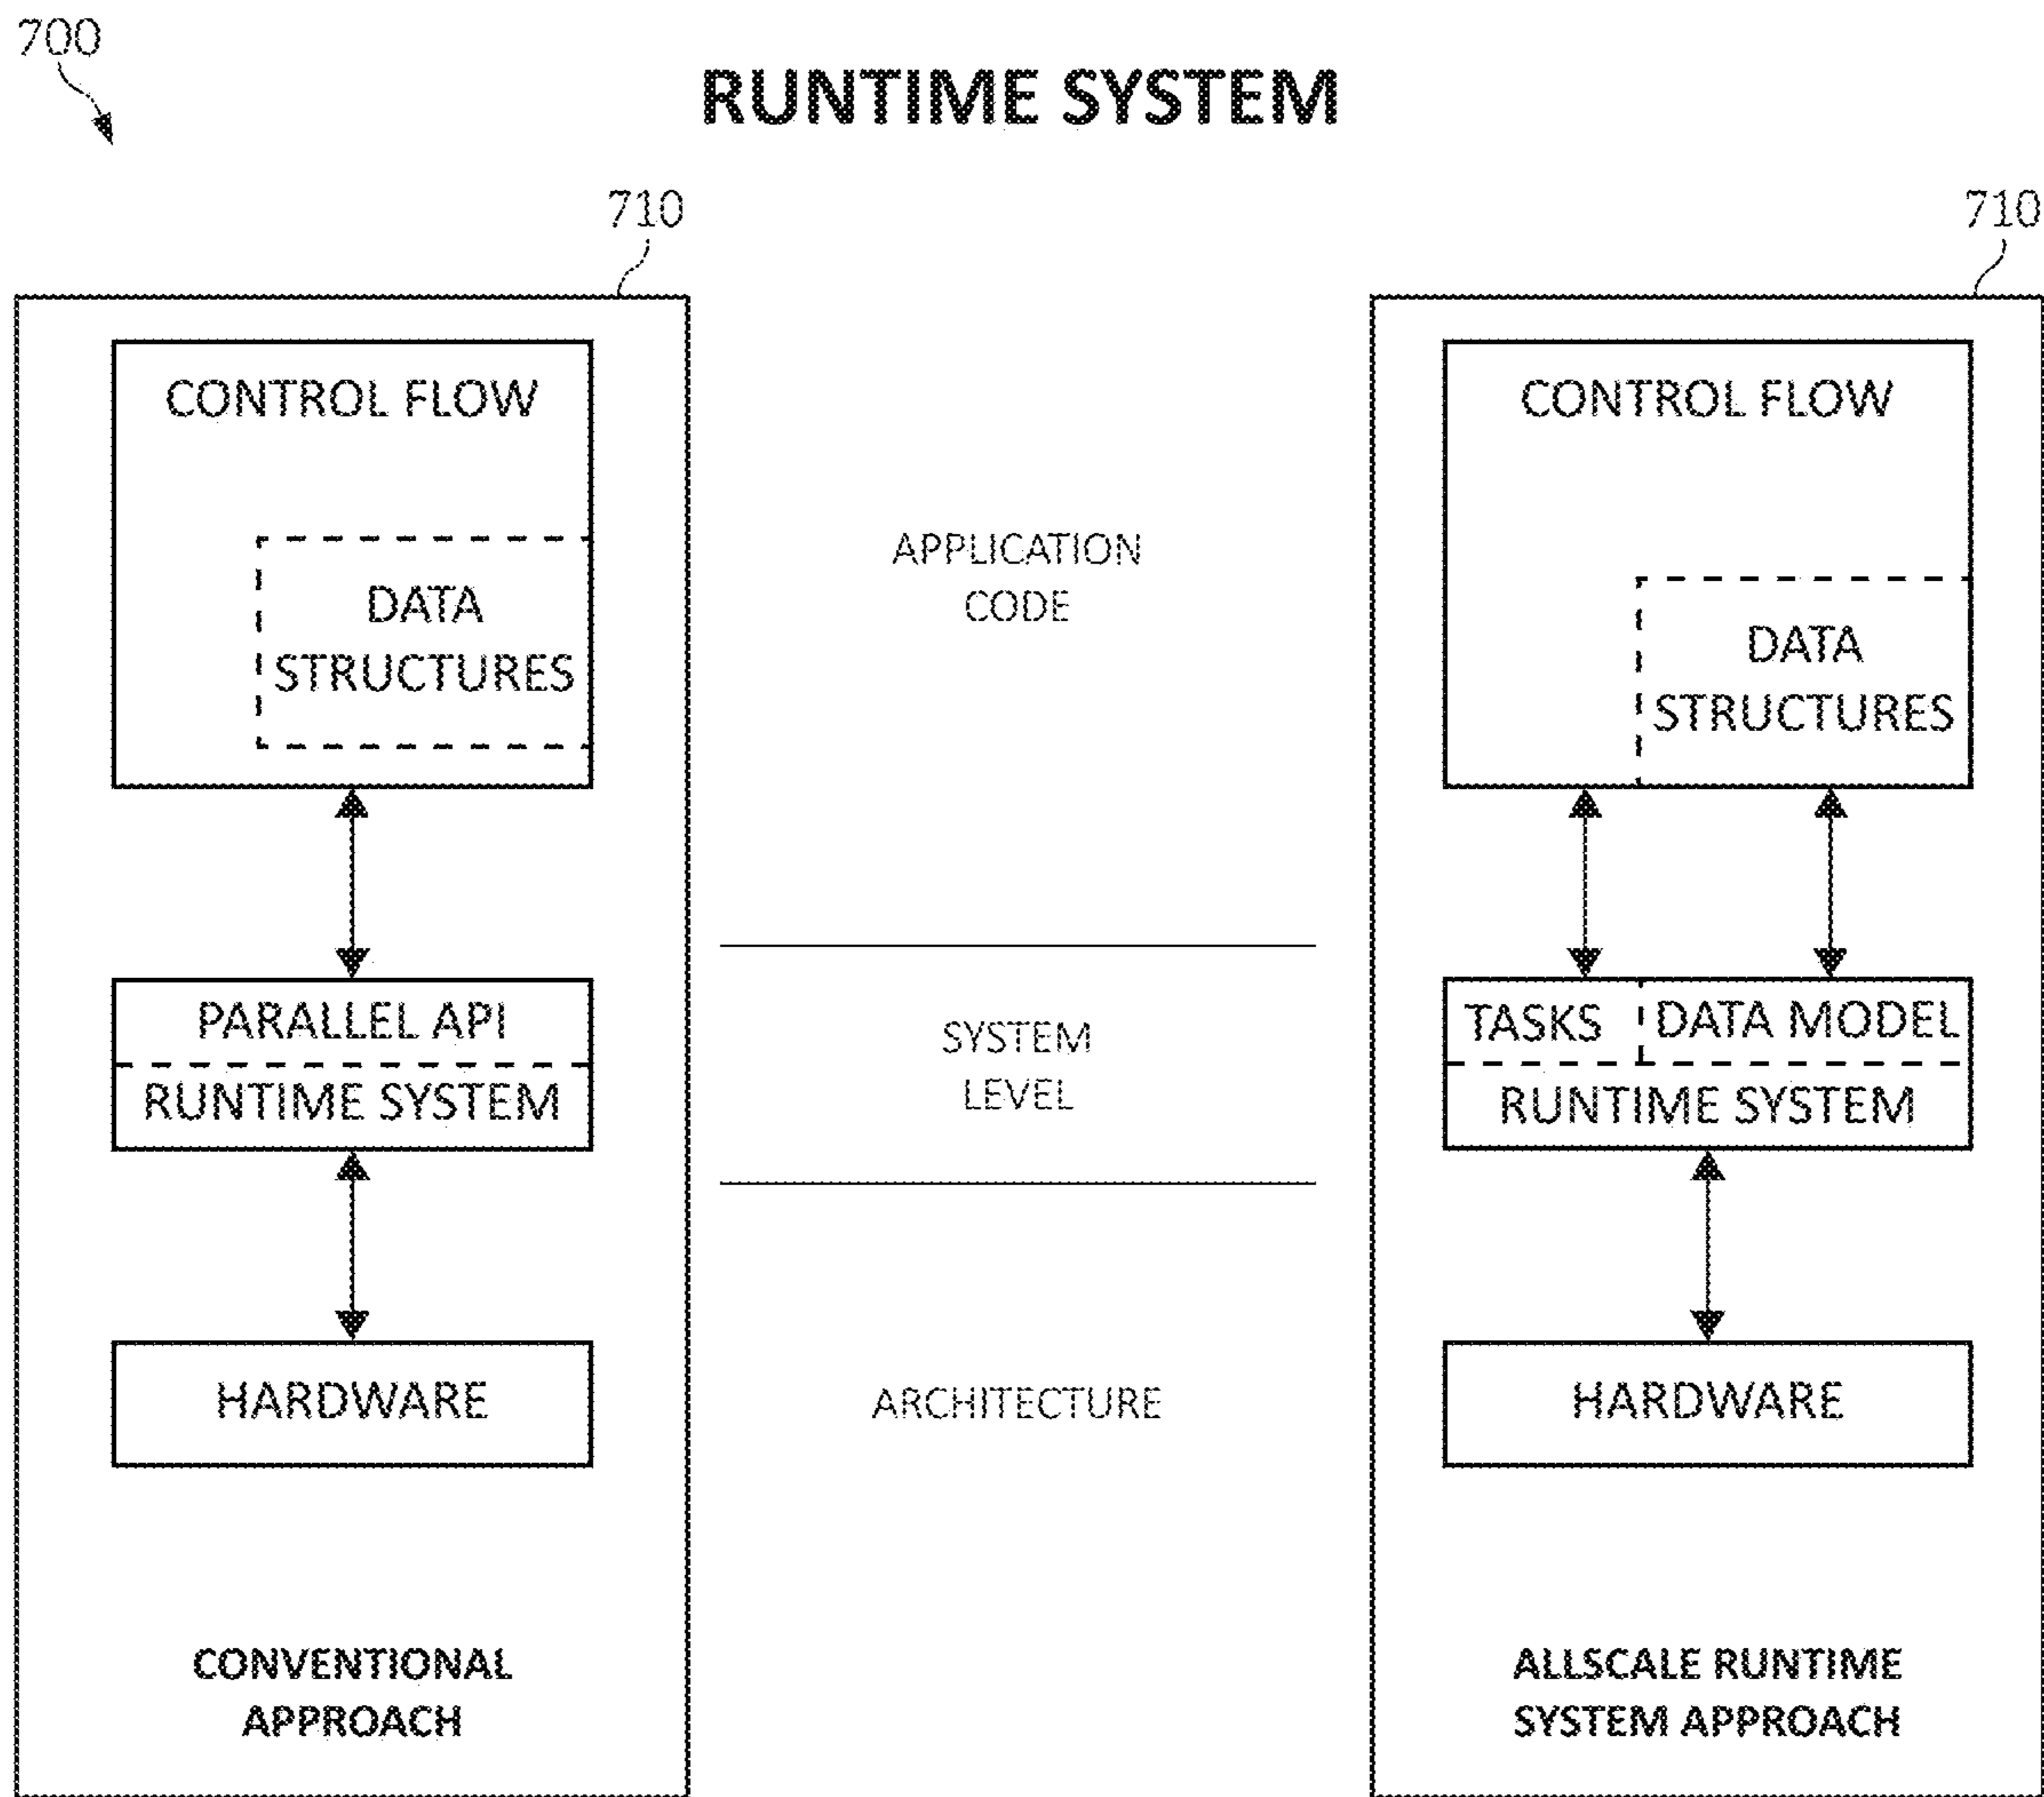 700
RUNTIME SYSTEM
710
CONTROL FLOW
DATA
STRUCTURES
PARALLEL API
RUNTIME SYSTEM
HARDWARE
CONVENTIONAL
APPROACH
APPLICATION
CODE
SYSTEM
LEVEL
ARCHITECTURE
710
CONTROL FLOW
DATA
STRUCTURES
TASKS
DATA MODEL
RUNTIME SYSTEM
HARDWARE
ALLSCALE RUNTIME
SYSTEM APPROACH